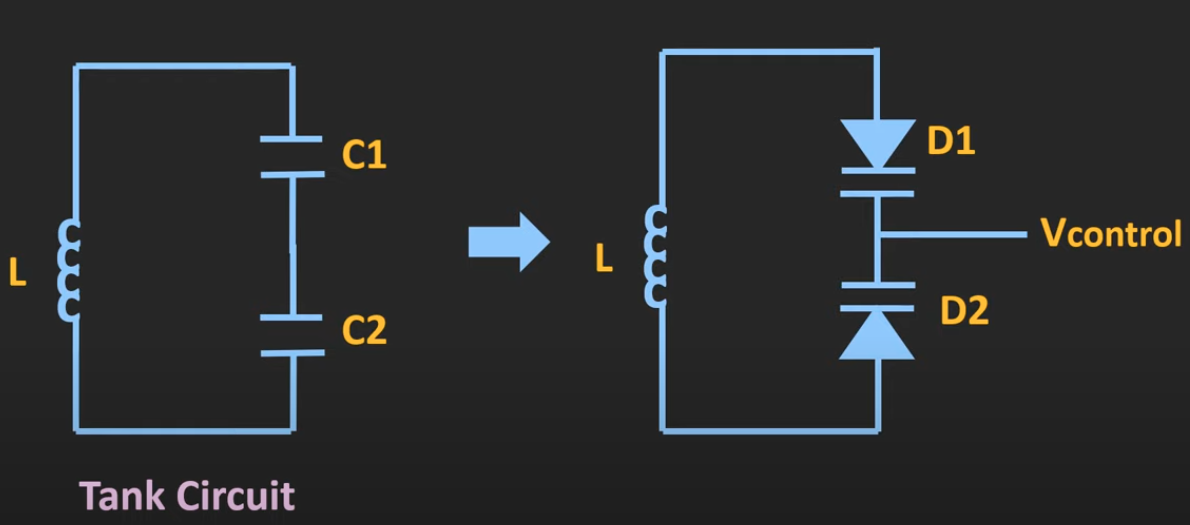 C1
L
C2
Tank Circuit
D1
Vcontrol
L
D2